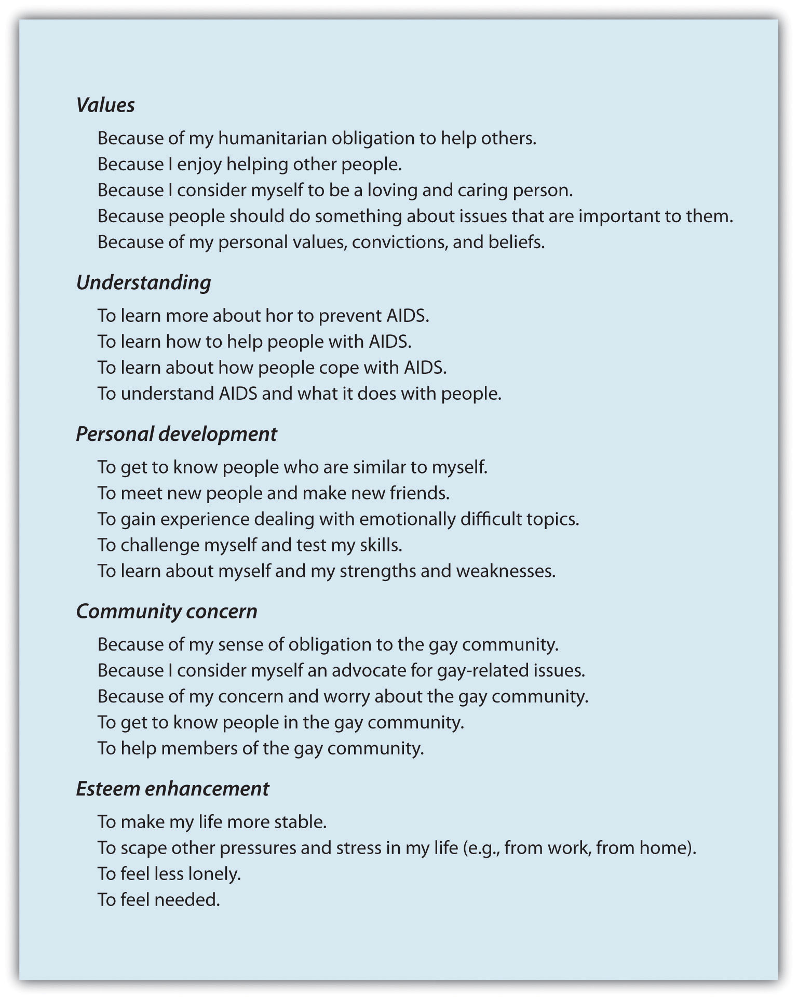 Values
Because of my humanitarian obligation to help others.
Because I enjoy helping other people.
Because I consider myself to be a loving and caring person.
Because people should do something about issues that are important to them.
Because of my personal values, convictions, and beliefs.
Understanding
To learn more about hor to prevent AIDS.
To learn how to help people with AIDS.
To learn about how people cope with AIDS.
To understand AIDS and what it does with people.
Personal development
To get to know people who are similar to myself.
To meet new people and make new friends.
To gain experience dealing with emotionally difficult topics.
To challenge myself and test my skills.
To learn about myself and my strengths and weaknesses.
Community concern
Because of my sense of obligation to the gay community.
Because I consider myself an advocate for gay-related issues.
Because of my concern and worry about the gay community.
To get to know people in the gay community.
To help members of the gay community.
Esteem enhancement
To make my life more stable.
To scape other pressures and stress in my life (e.g., from work, from home).
To feel less lonely.
To feel needed.